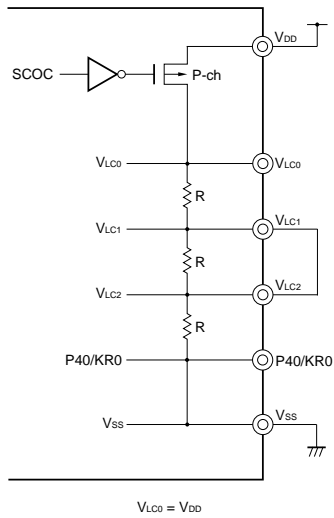 VDD
SCOC
P-ch
VLC0
VLC0
R
VLC1
VLC1
R
VLC2
VLC2
R
P40/KR0
P40/KR0
VSS
VSS
VLC0 = VDD